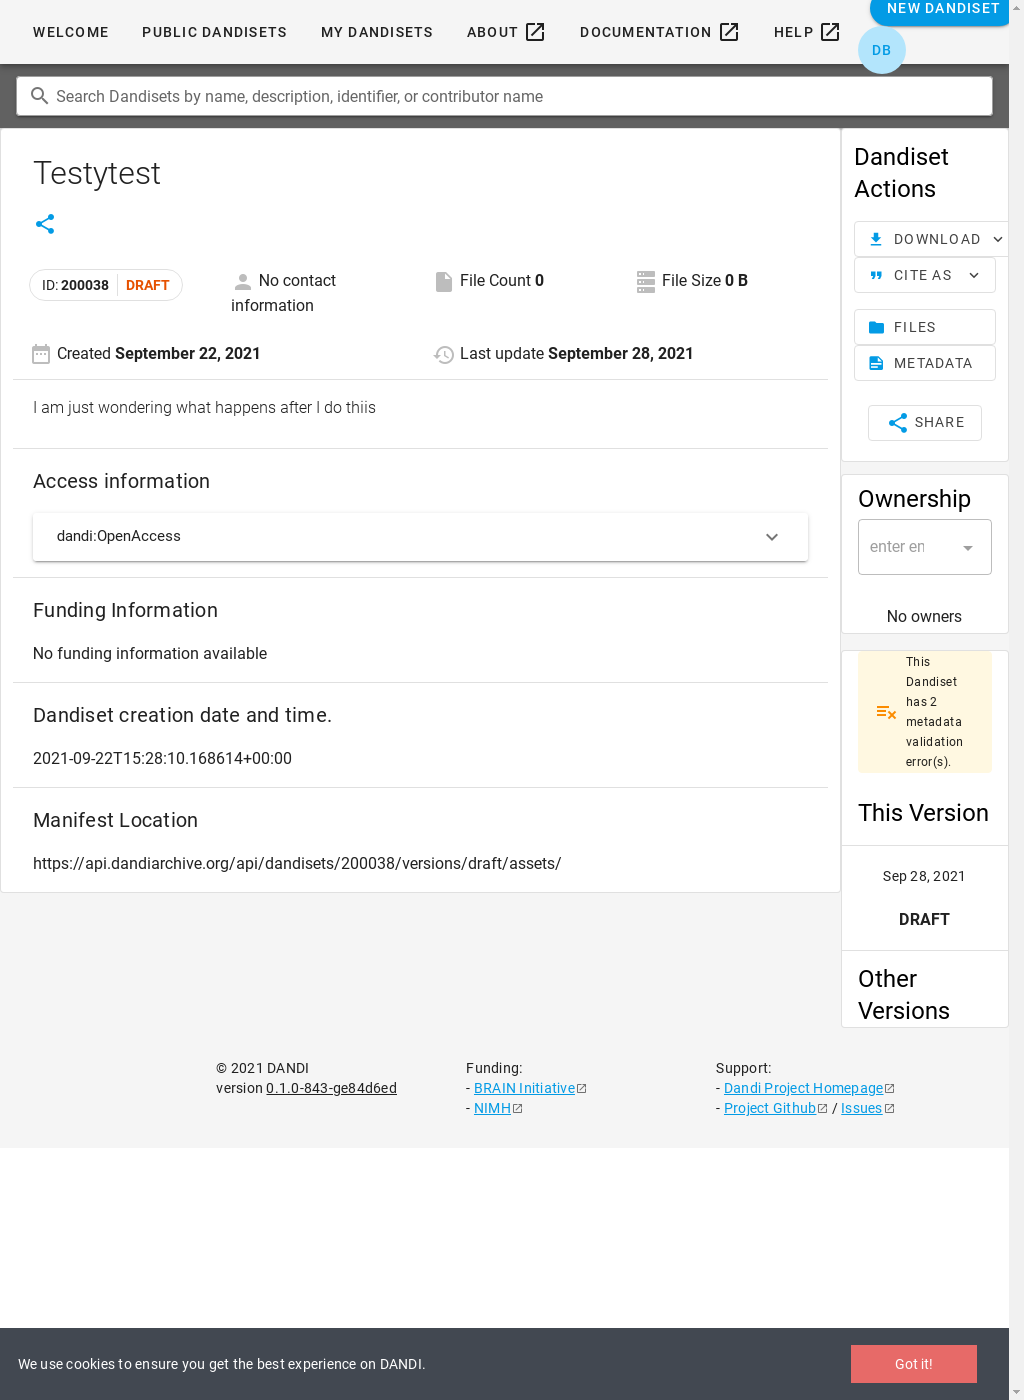 WELCOME PUBLIC DANDISETS MY DANDISETS ABOUT DOCUMENTATION HELP NEW DANDISET
DB
Search Dandisets by name, description, identifier, or contributor name
Testytest
ID: 200038 DRAFT
No contact
information
File Count 0
File Size 0 B
Created September 22, 2021
Last update September 28, 2021
I am just wondering what happens after I do thiis
Access information
dandi:OpenAccess
Funding Information
No funding information available
Dandiset creation date and time.
2021-09-22T15:28:10.168614+00:00
Manifest Location
https://api.dandiarchive.org/api/dandisets/200038/versions/draft/assets/
Dandiset
Actions
DOWNLOAD
CITE AS
FILES
METADATA
SHARE
Ownership
enter en
No owners
This
Dandiset
has 2
metadata
validation
error(s).
This Version
Sep 28, 2021
DRAFT
Other
Versions
© 2021 DANDI
version 0.1.0-843-ge84d6ed
Funding:
- BRAIN Initiative
- NIMH
Support:
- Dandi Project Homepage
- Project Github / Issues
We use cookies to ensure you get the best experience on DANDI.
Got it!